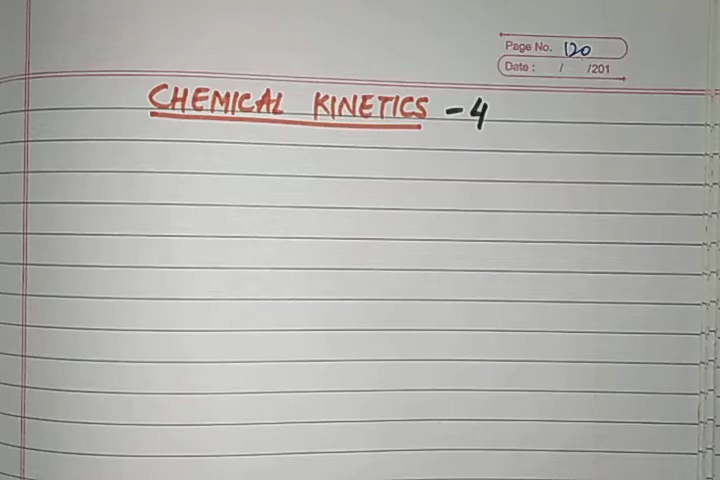 Page No. 120
Date : / /201
CHEMICAL KINETICS - 4